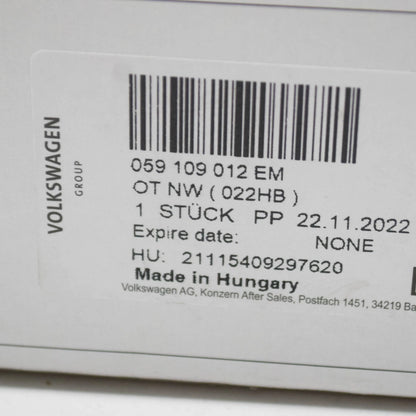 VOLKSWAGEN
GROUP
059 109 012 EM
OT NW ( 022HB )
1 STÜCK PP 22.11.2022
Expire date: NONE
HU: 21115409297620
Made in Hungary
Volkswagen AG, Konzern After Sales, Postfach 1451, 34219 Ba